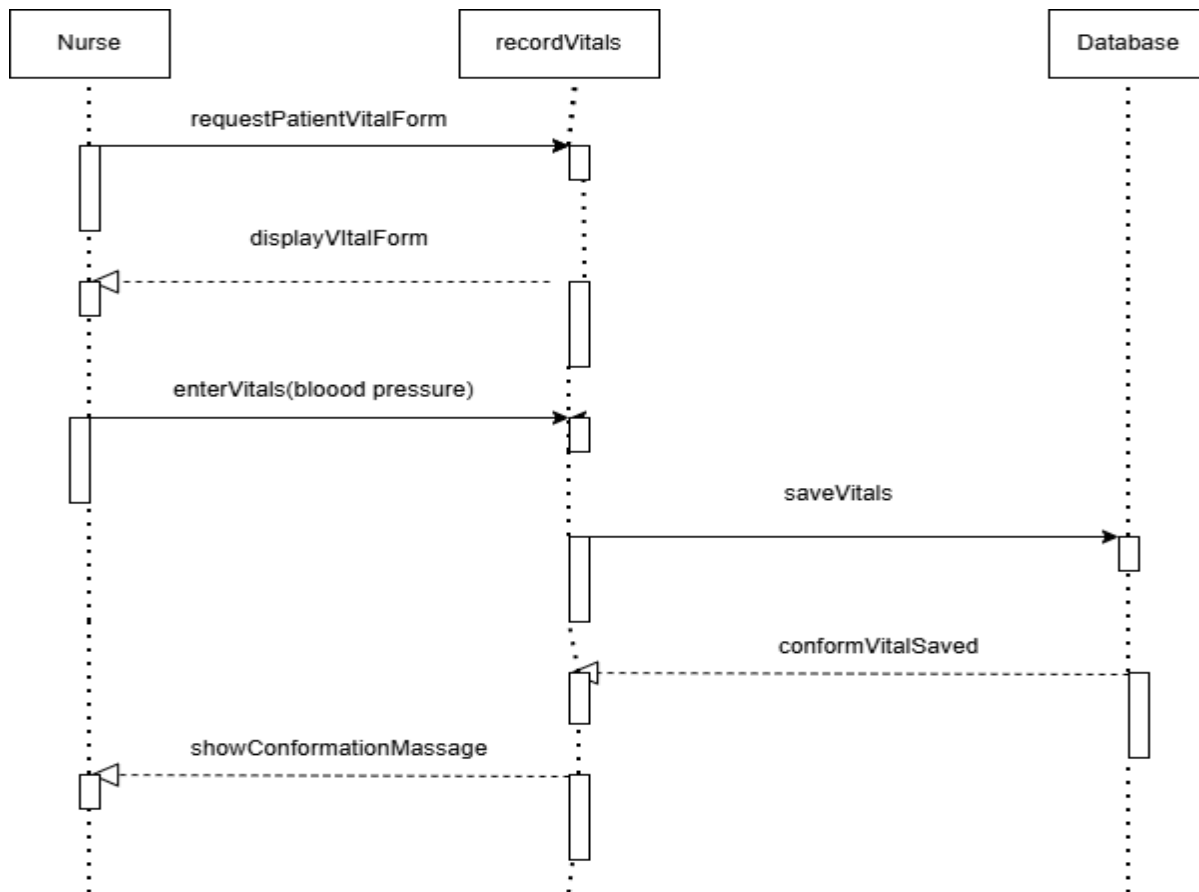 Nurse
recordVitals
Database
requestPatientVitalForm
displayVItalForm
enterVitals(bloood pressure)
saveVitals
conformVitalSaved
showConformationMassage